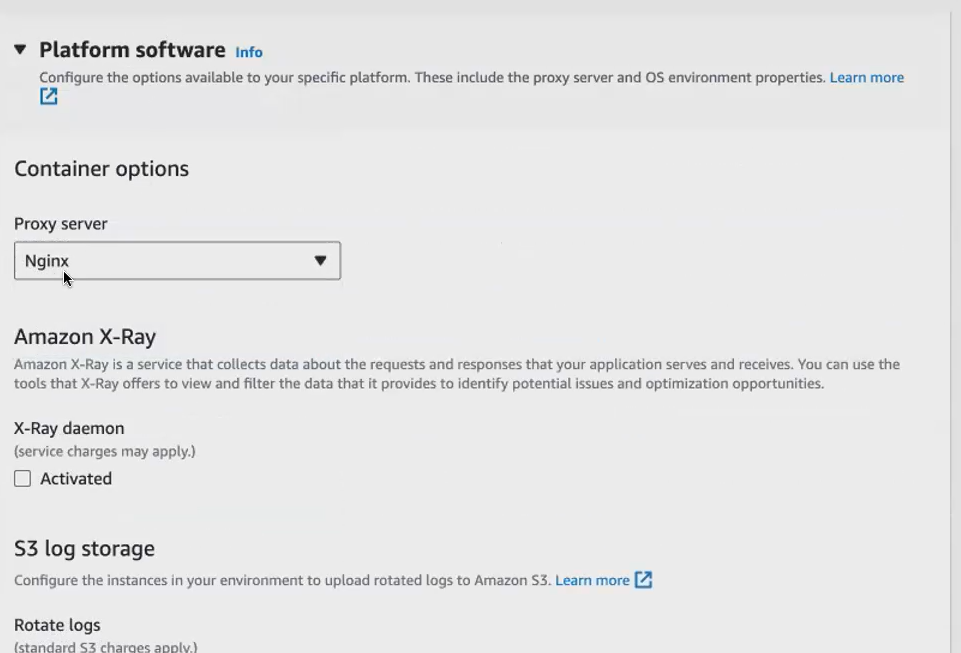 Platform software Info
Configure the options available to your specific platform. These include the proxy server and OS environment properties. Learn more
Container options
Proxy server
Nginx
Amazon X-Ray
Amazon X-Ray is a service that collects data about the requests and responses that your application serves and receives. You can use the
tools that X-Ray offers to view and filter the data that it provides to identify potential issues and optimization opportunities.
X-Ray daemon
(service charges may apply.)
Activated
S3 log storage
Configure the instances in your environment to upload rotated logs to Amazon S3. Learn more
Rotate logs
(standard S3 charges apply.)